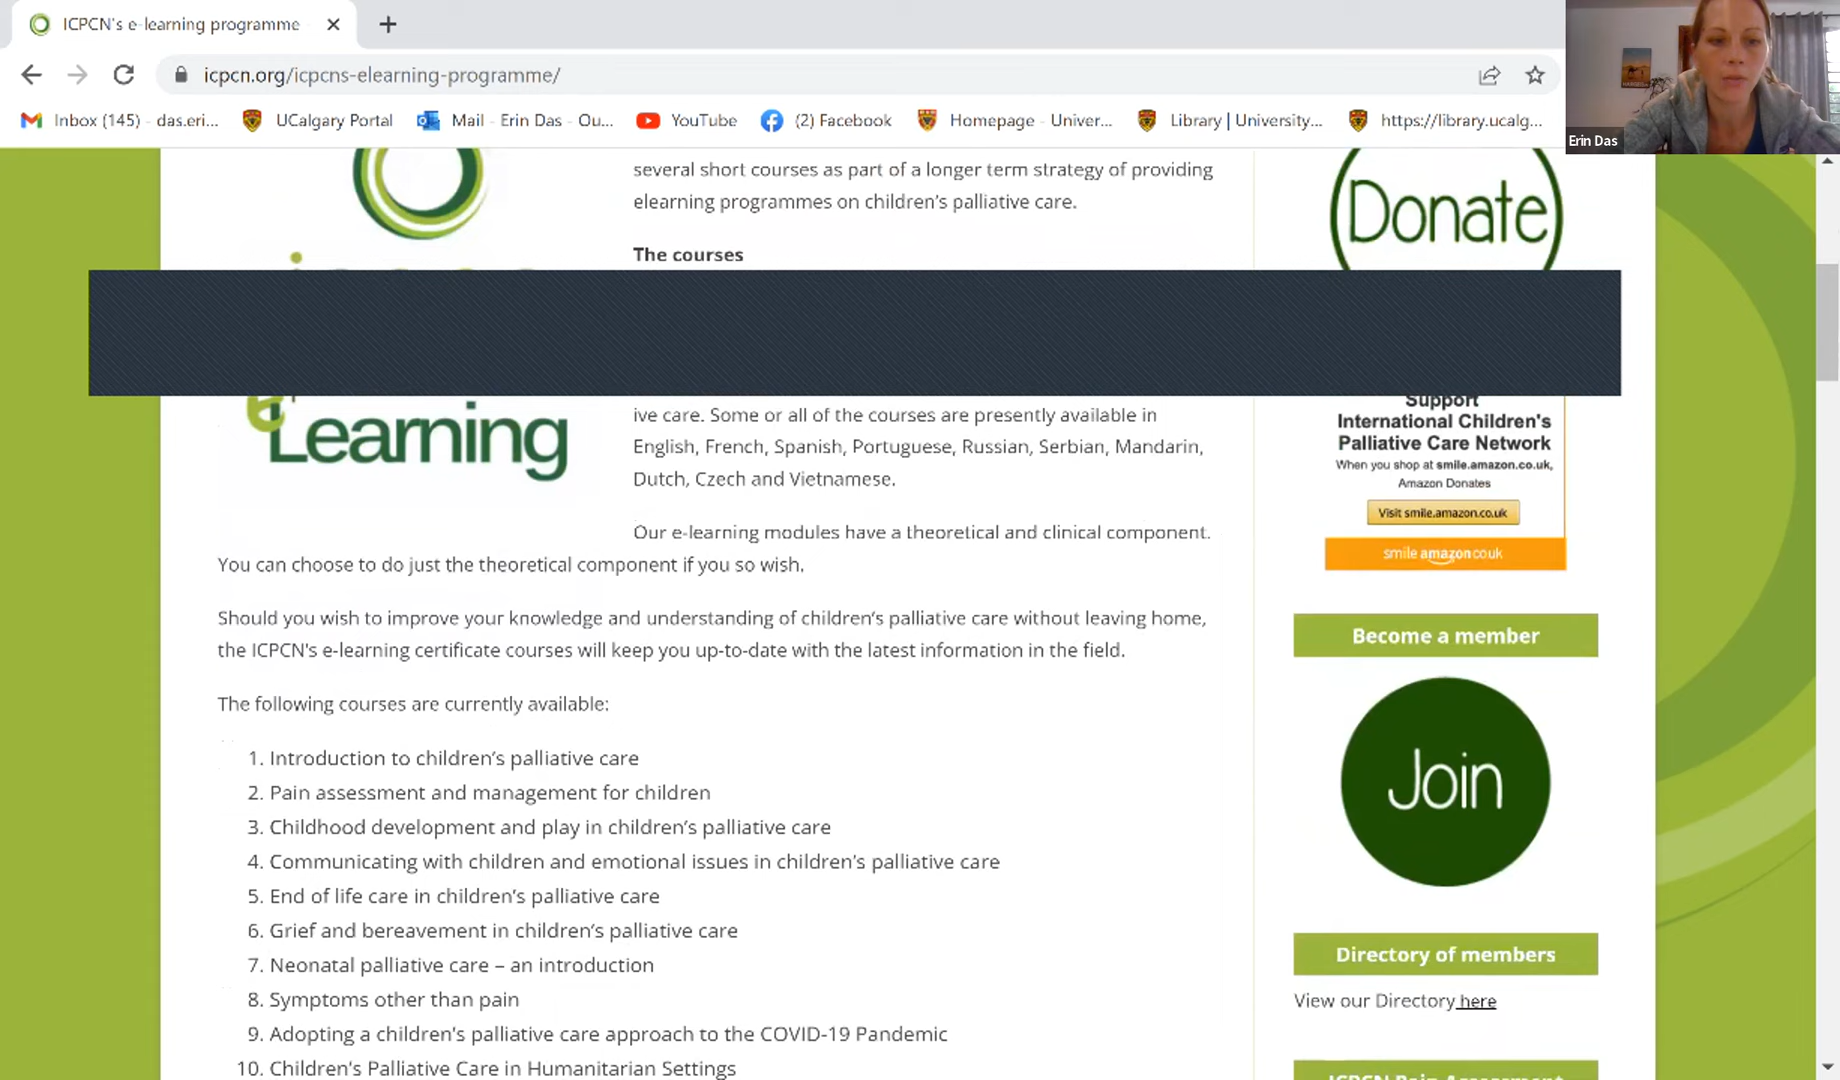 ICPCN's e-learning programme
icpcn.org/icpcns-elearning-programme/
Inbox (145) - das.eri...
UCalgary Portal
Mail - Erin Das - Ou...
YouTube
(2) Facebook
Homepage - Univer...
Library | University...
https://library.ucalg...
Erin Das
several short courses as part of a longer term strategy of providing
elearning programmes on children's palliative care.
The courses
Learning
ive care. Some or all of the courses are presently available in
English, French, Spanish, Portuguese, Russian, Serbian, Mandarin,
Dutch, Czech and Vietnamese.
Our e-learning modules have a theoretical and clinical component.
You can choose to do just the theoretical component if you so wish.
Should you wish to improve your knowledge and understanding of children's palliative care without leaving home,
the ICPCN's e-learning certificate courses will keep you up-to-date with the latest information in the field.
The following courses are currently available:
1. Introduction to children's palliative care
2. Pain assessment and management for children
3. Childhood development and play in children's palliative care
4. Communicating with children and emotional issues in children's palliative care
5. End of life care in children's palliative care
6. Grief and bereavement in children's palliative care
7. Neonatal palliative care – an introduction
8. Symptoms other than pain
9. Adopting a children's palliative care approach to the COVID-19 Pandemic
10. Children's Palliative Care in Humanitarian Settings
Donate
Support
International Children's
Palliative Care Network
When you shop at smile.amazon.co.uk,
Amazon Donates
Visit smile.amazon.co.uk
smile amazon.co.uk
Become a member
Join
Directory of members
View our Directory here
ICPCN Pain Assessment